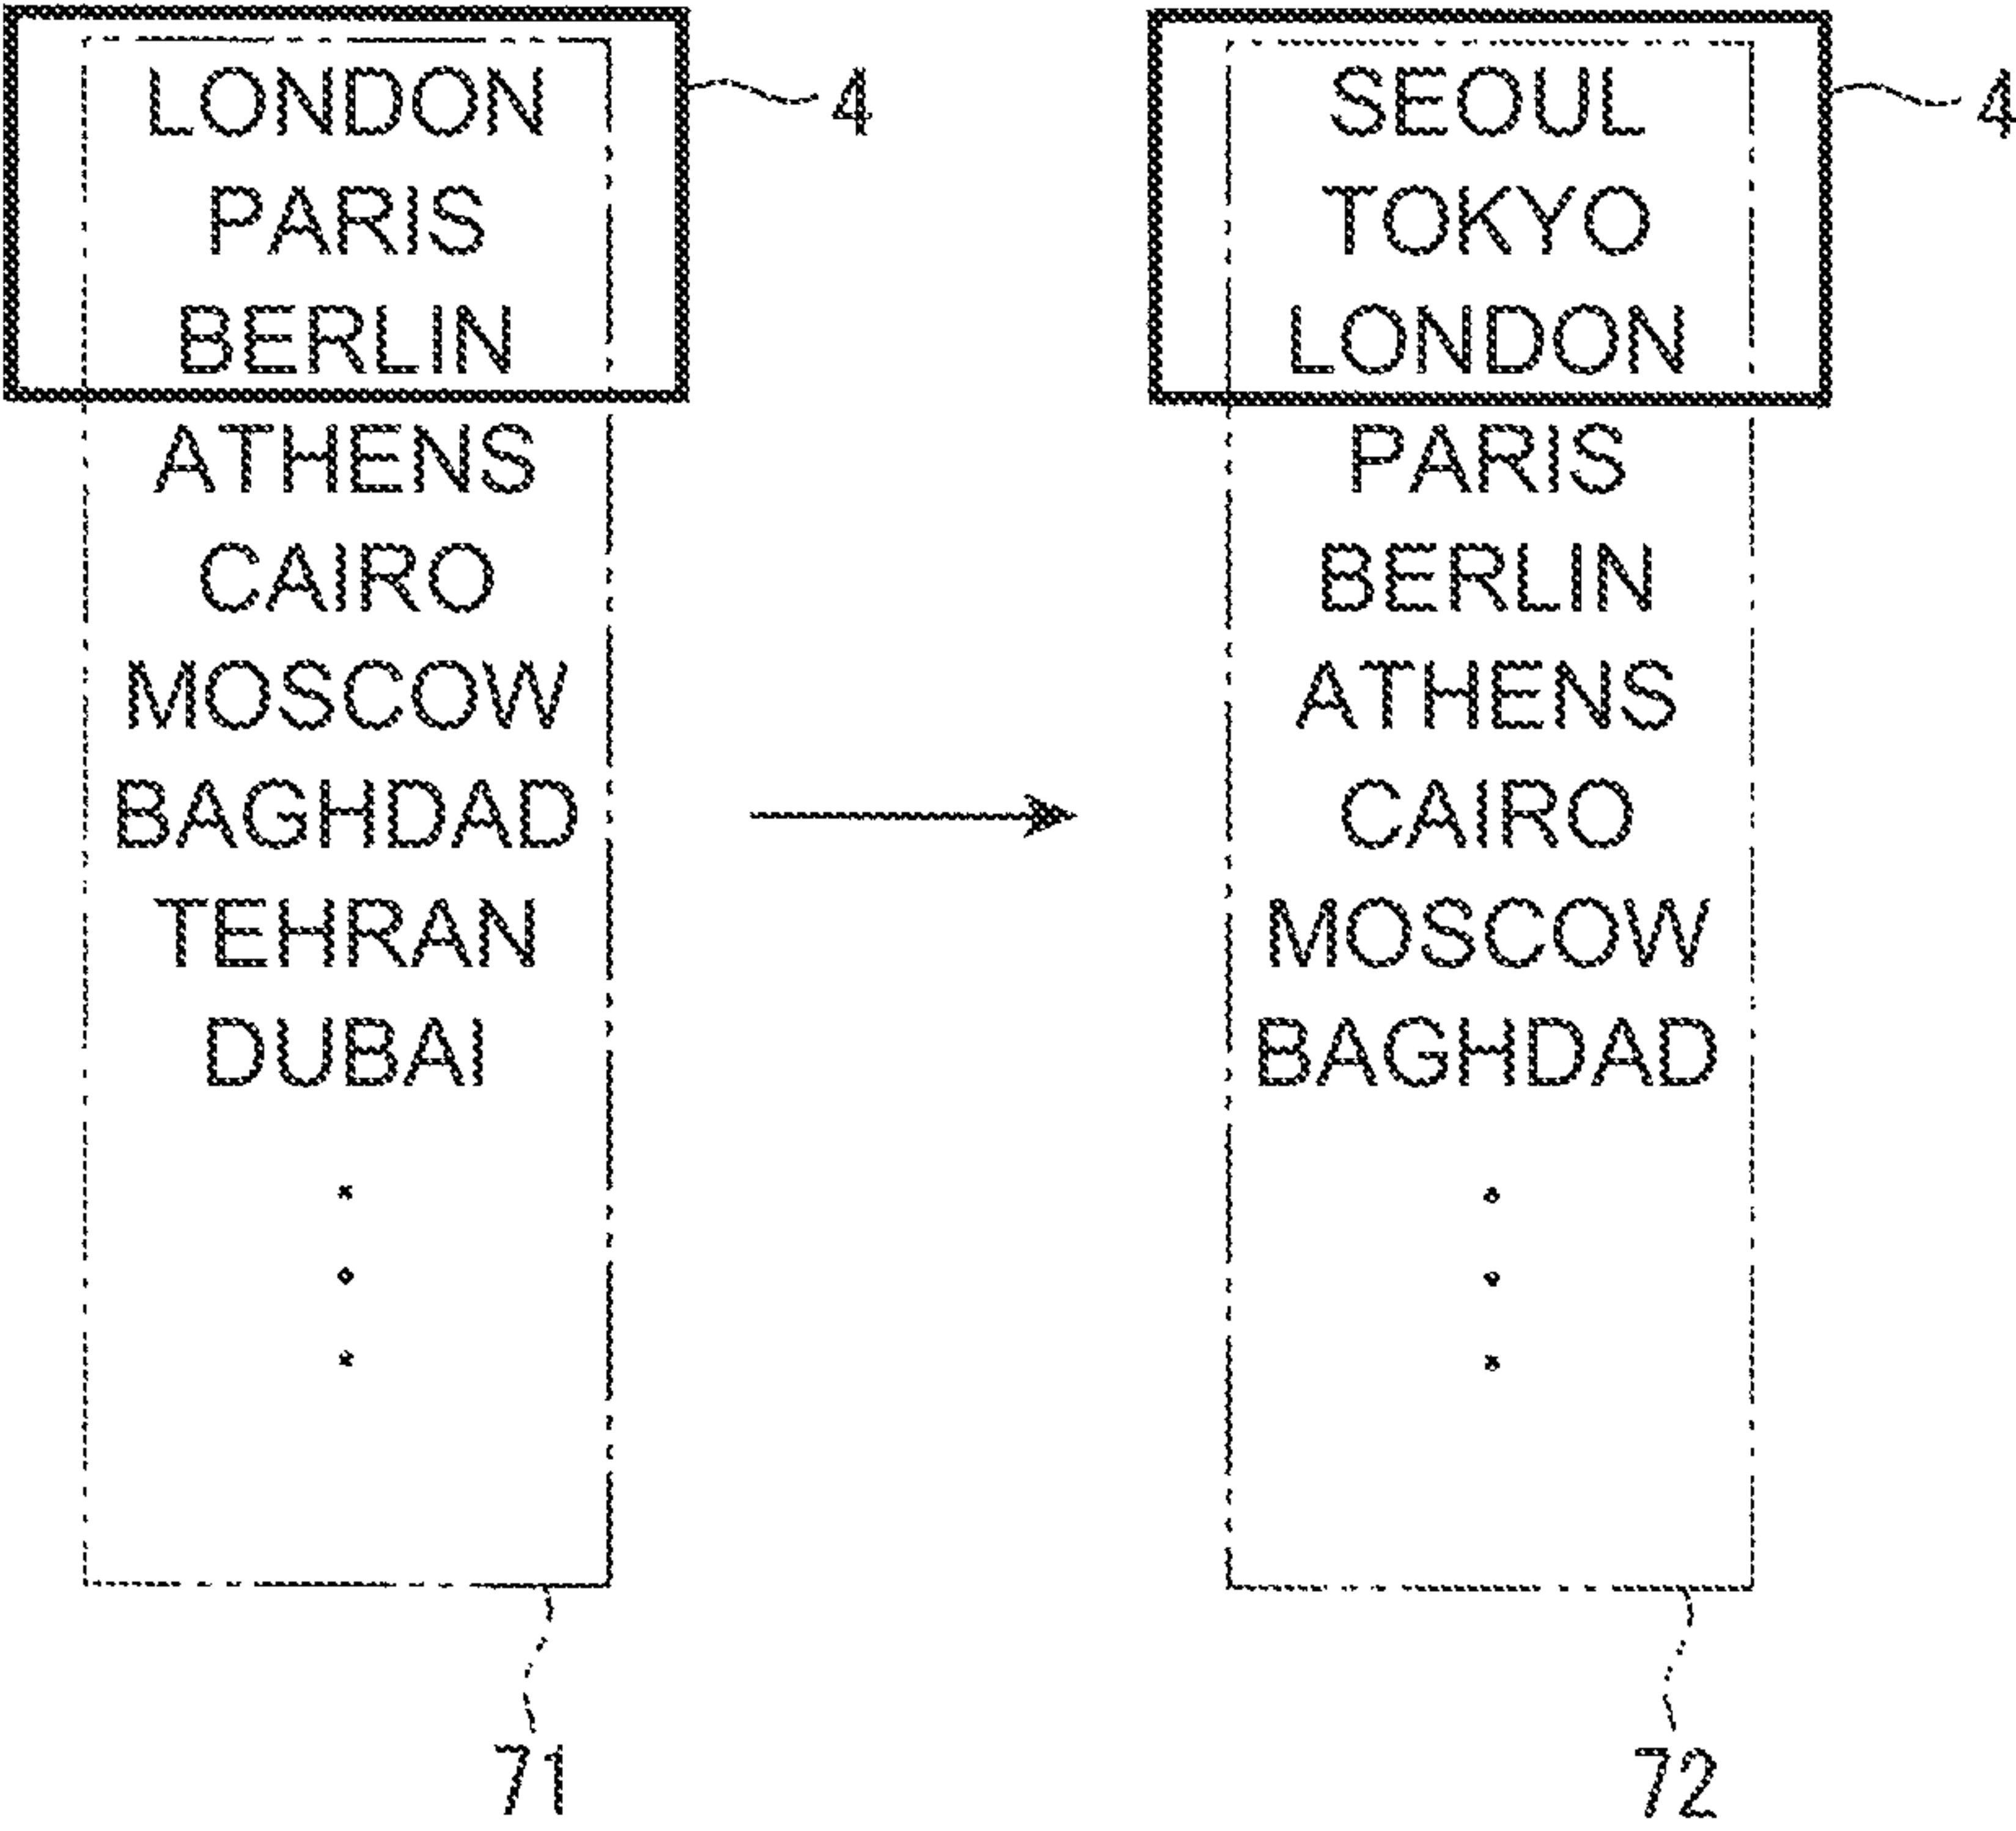 LONDON
PARIS
BERLIN
ATHENS
CAIRO
MOSCOW
BAGHDAD
TEHRAN
DUBAI
4
71
SEOUL
TOKYO
LONDON
PARIS
BERLIN
ATHENS
CAIRO
MOSCOW
BAGHDAD
4
72